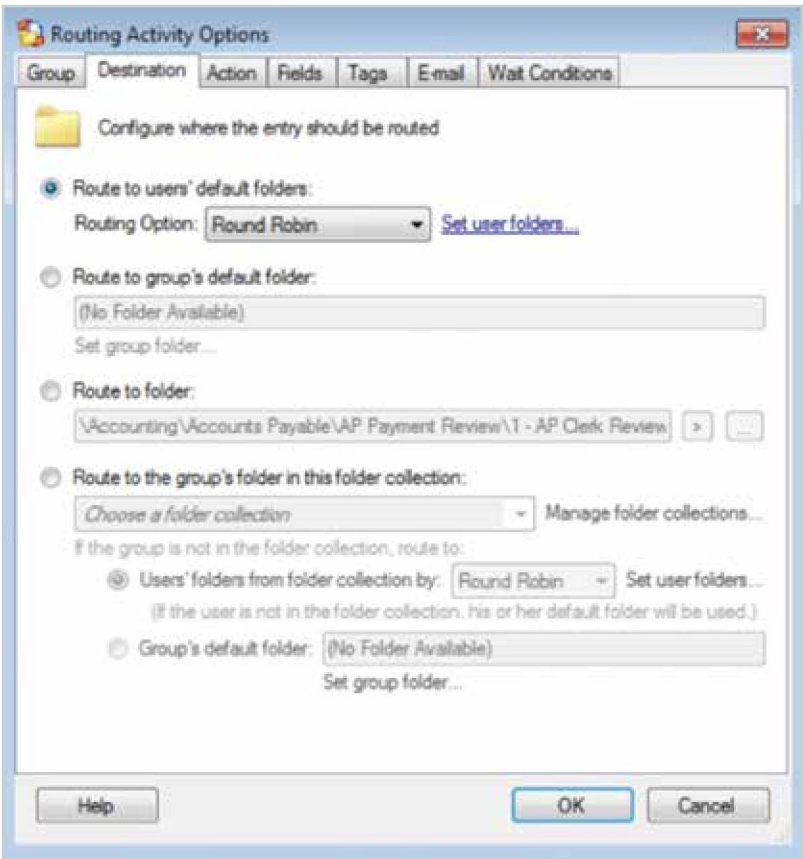 Routing Activity Options
Group Destination Action Fields Tags E-mail Wait Conditions
Configure where the entry should be routed
Route to users' default folders:
Routing Option: Round Robin Set user folders...
Route to group's default folder:
(No Folder Available)
Set group folder...
Route to folder:
\Accounting\Accounts Payable\AP Payment Review\1 - AP Clerk Review > ...
Route to the group's folder in this folder collection:
Choose a folder collection Manage folder collections...
If the group is not in the folder collection, route to:
Users' folders from folder collection by: Round Robin Set user folders...
(If the user is not in the folder collection, his or her default folder will be used.)
Group's default folder: (No Folder Available)
Set group folder...
Help OK Cancel